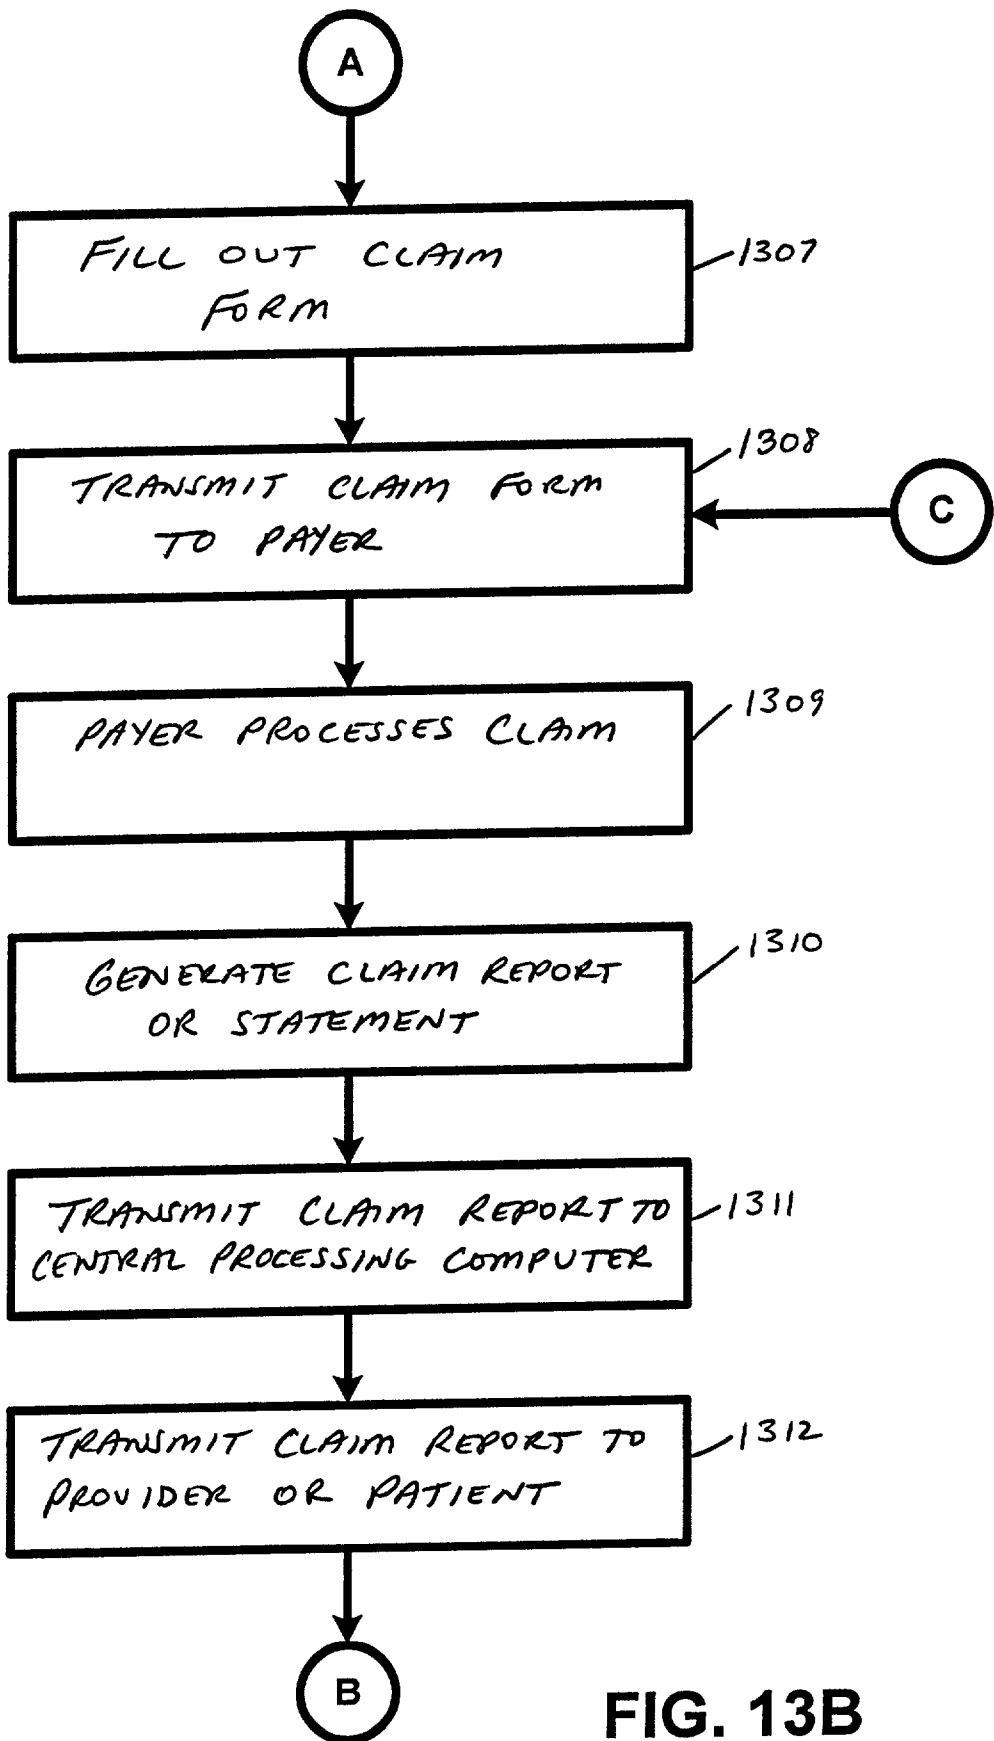 A
FILL OUT CLAIM
FORM
1307
TRANSMIT CLAIM FORM
TO PAYER
1308
C
PAYER PROCESSES CLAIM
1309
GENERATE CLAIM REPORT
OR STATEMENT
1310
TRANSMIT CLAIM REPORT TO
CENTRAL PROCESSING COMPUTER
1311
TRANSMIT CLAIM REPORT TO
PROVIDER OR PATIENT
1312
B
FIG. 13B